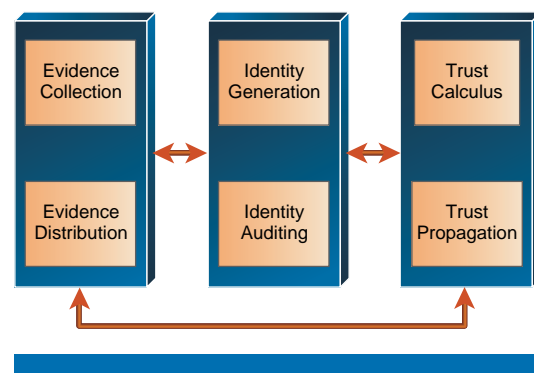 Evidence
Collection
Evidence
Distribution
Identity
Generation
Identity
Auditing
Trust
Calculus
Trust
Propagation